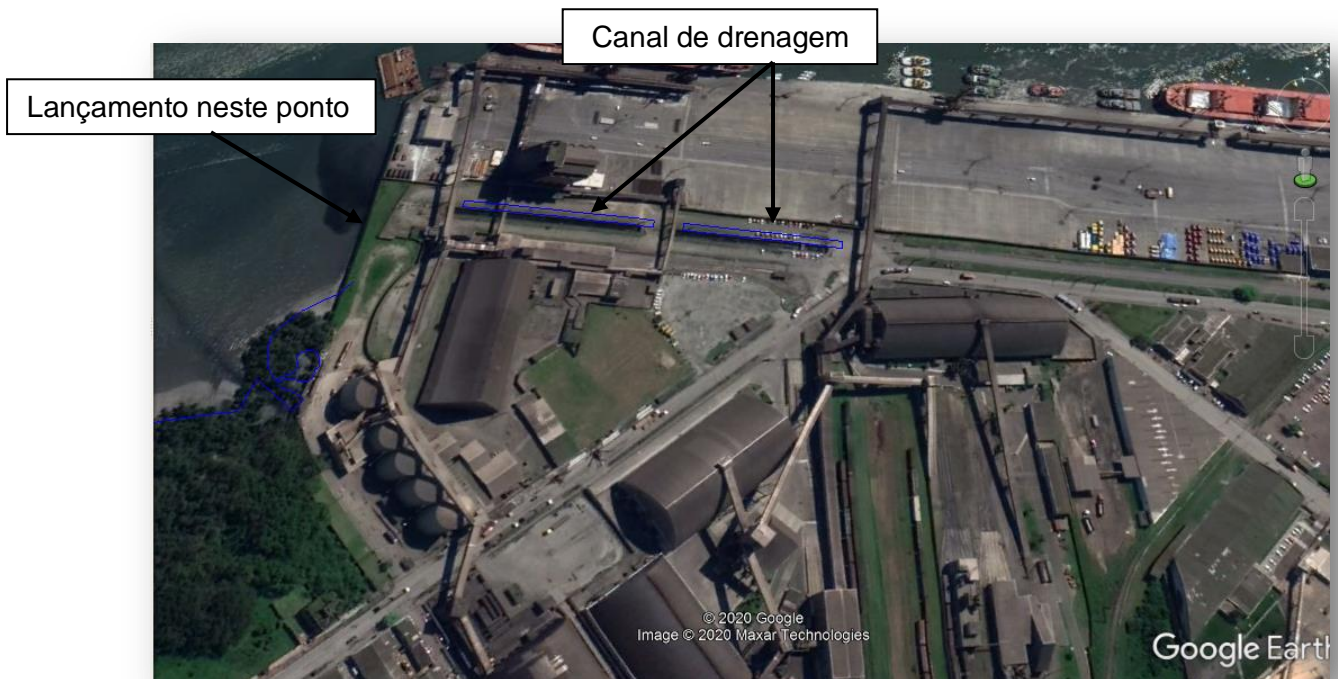 Canal de drenagem
Lançamento neste ponto
© 2020 Google
Image © 2020 Maxar Technologies
Google Earth